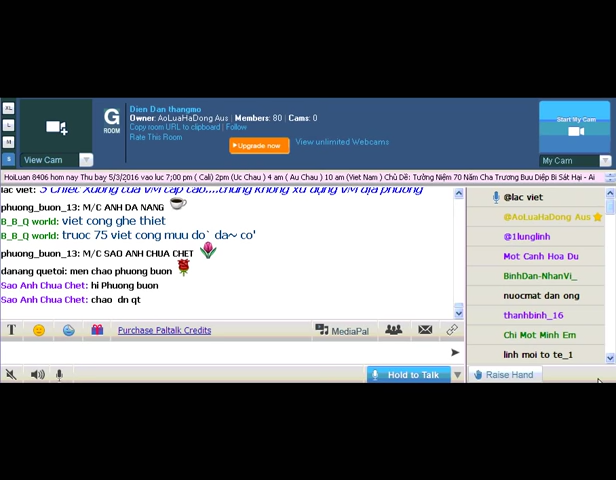 XL
L
M
S
View Cam
G
ROOM
Dien Dan thangmo
Owner: AoLuaHaDong Aus | Members: 80 | Cams: 0
Copy room URL to clipboard | Follow
Rate This Room
Upgrade now
View unlimited Webcams
Start My Cam
My Cam
HoiLuan 8406 hom nay Thu bay 5/3/2016 vao luc 7;00 pm ( Cali) 2pm (Uc Chau ) 4 am ( Au Chau ) 10 am (Viet Nam ) Chủ Đề: Tưởng Niệm 70 Năm Cha Trương Bưu Diệp Bi Sát Hại - Ai
lac viet: 5 chiec xuong cua VM cap cao....chung khong xu dung VM dia phuong
phuong_buon_13: M/C ANH DA NANG
B_B_Q world: viet cong ghe thiet
B_B_Q world: truoc 75 viet cong muu do` da~ co'
phuong_buon_13: M/C SAO ANH CHUA CHET
danang quetoi: men chao phuong buon
Sao Anh Chua Chet: hi Phuong buon
Sao Anh Chua Chet: chao dn qt
@lac viet
@AoLuaHaDong Aus
@1lunglinh
Mot Canh Hoa Du
BinhDan-NhanVi_
nuocmat dan ong
thanhbinh_16
Chi Mot Minh Em
linh moi to te_1
T
Purchase Paltalk Credits
MediaPal
Hold to Talk
Raise Hand